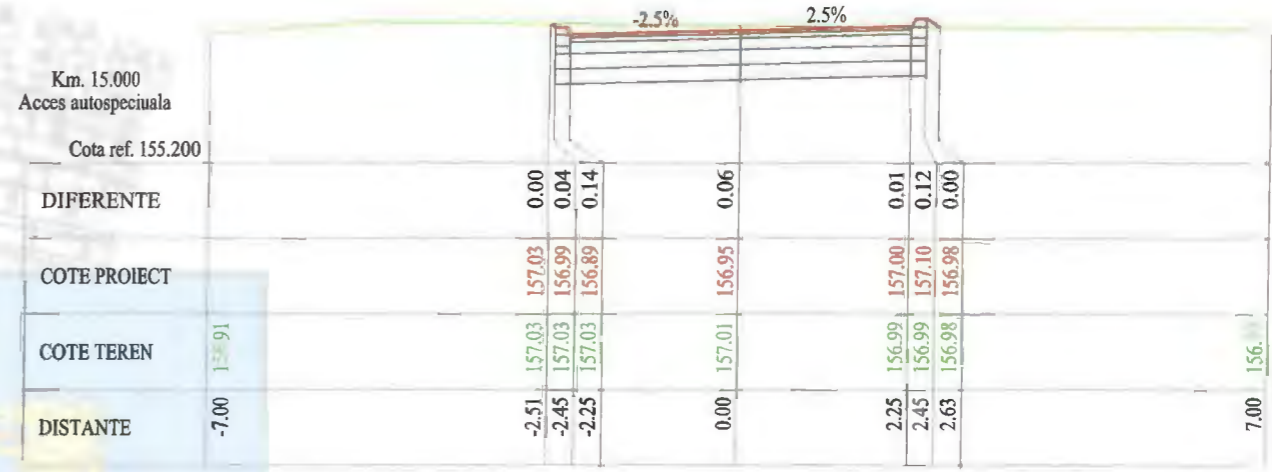 -2.5% 2.5%
Km. 15.000
Acces autospeciuala
Cota ref. 155.200
DIFERENTE 0.00 0.04 0.14 0.06 0.01 0.12 0.00
COTE PROIECT 157.03 156.99 156.89 156.95 157.00 157.10 156.98
COTE TEREN 157.03 157.03 157.03 157.01 156.99 156.99 156.98
DISTANTE -7.00 -2.51 -2.45 -2.25 0.00 2.25 2.45 2.63 7.00